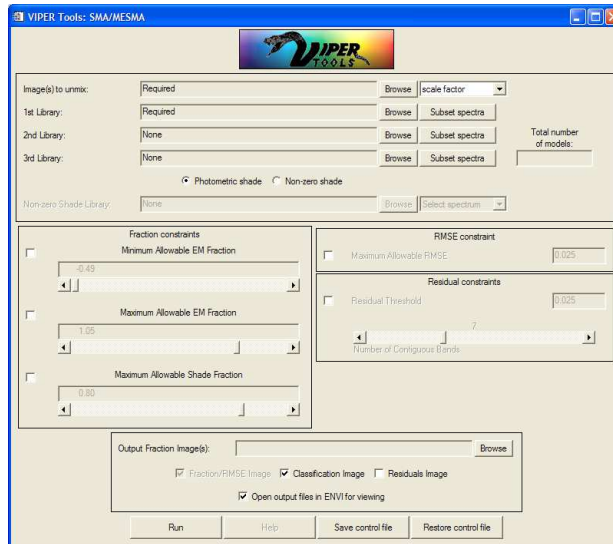 VIPER Tools: SMA/MESMA
VIPER
TOOLS
Image(s) to unmix: Required Browse scale factor
1st Library: Required Browse Subset spectra
2nd Library: None Browse Subset spectra
Total number
of models:
3rd Library: None Browse Subset spectra
Photometric shade Non-zero shade
Non-zero Shade Library: None Browse Select spectrum
Fraction constraints
Minimum Allowable EM Fraction
-0.49
Maximum Allowable EM Fraction
1.05
Maximum Allowable Shade Fraction
0.80
RMSE constraint
Maximum Allowable RMSE 0.025
Residual constraints
Residual Threshold 0.025
7
Number of Contiguous Bands
Output Fraction Image(s): Browse
Fraction/RMSE Image Classification Image Residuals Image
Open output files in ENVI for viewing
Run Help Save control file Restore control file